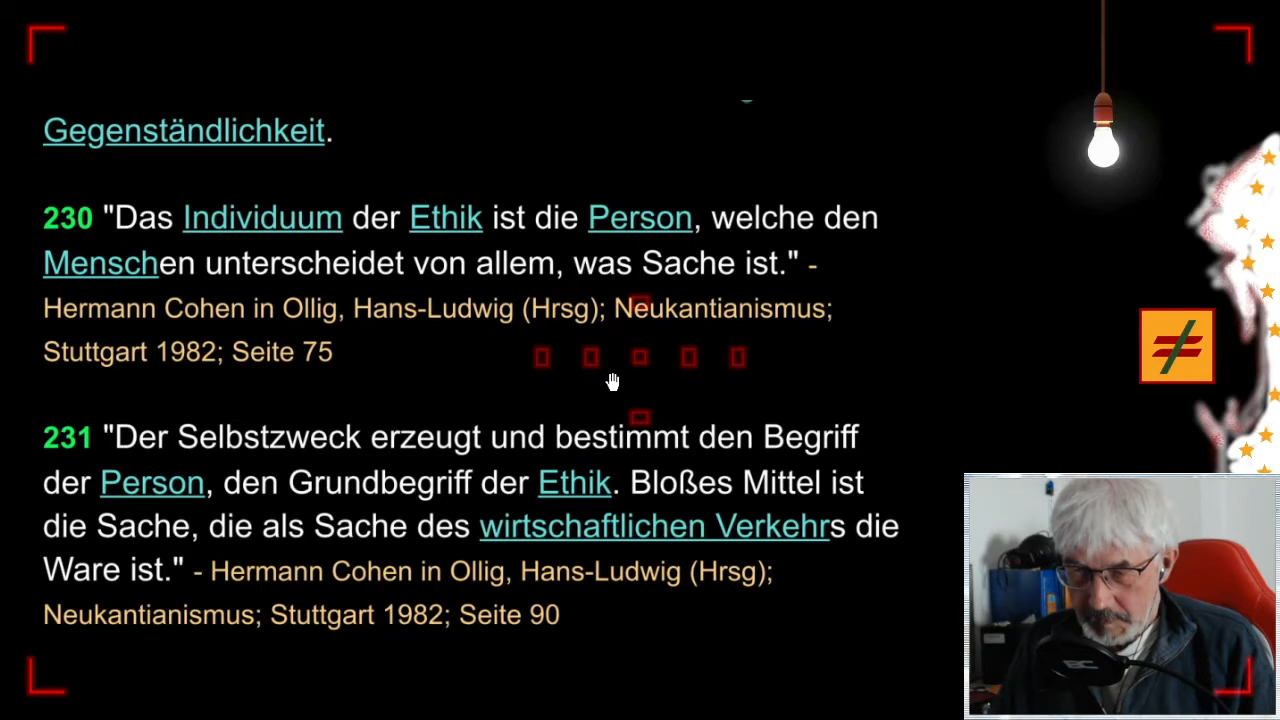 Gegenständlichkeit.
230 "Das Individuum der Ethik ist die Person, welche den
Menschen unterscheidet von allem, was Sache ist." -
Hermann Cohen in Ollig, Hans-Ludwig (Hrsg); Neukantianismus;
Stuttgart 1982; Seite 75
231 "Der Selbstzweck erzeugt und bestimmt den Begriff
der Person, den Grundbegriff der Ethik. Bloßes Mittel ist
die Sache, die als Sache des wirtschaftlichen Verkehrs die
Ware ist." - Hermann Cohen in Ollig, Hans-Ludwig (Hrsg);
Neukantianismus; Stuttgart 1982; Seite 90
≠